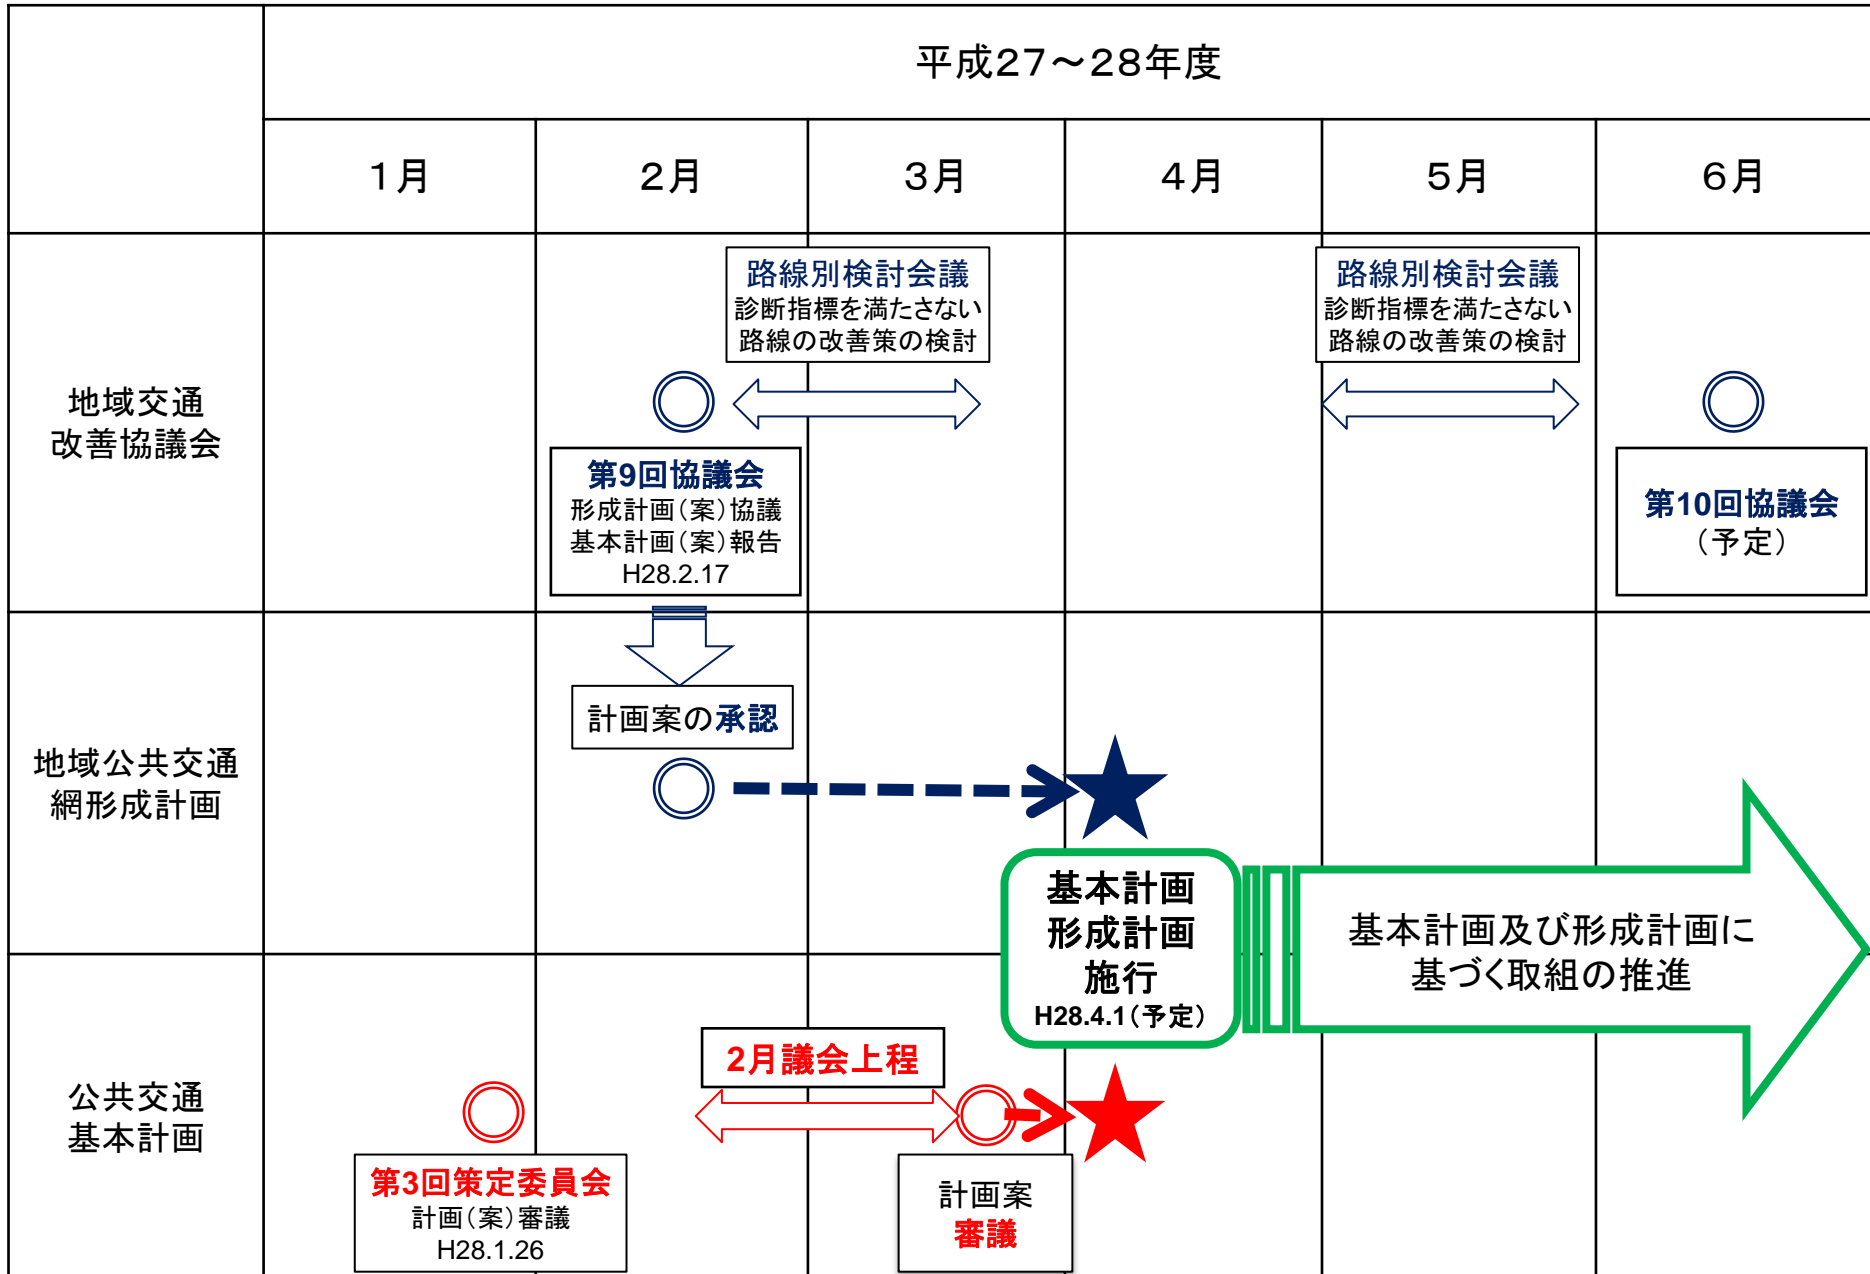 平成27～28年度
1月
2月
3月
4月
5月
6月
地域交通
改善協議会
路線別検討会議
診断指標を満たさない
路線の改善策の検討
路線別検討会議
診断指標を満たさない
路線の改善策の検討
第9回協議会
形成計画（案）協議
基本計画（案）報告
H28.2.17
第10回協議会
（予定）
地域公共交通
網形成計画
計画案の承認
基本計画
形成計画
施行
H28.4.1（予定）
基本計画及び形成計画に
基づく取組の推進
公共交通
基本計画
2月議会上程
第3回策定委員会
計画（案）審議
H28.1.26
計画案
審議